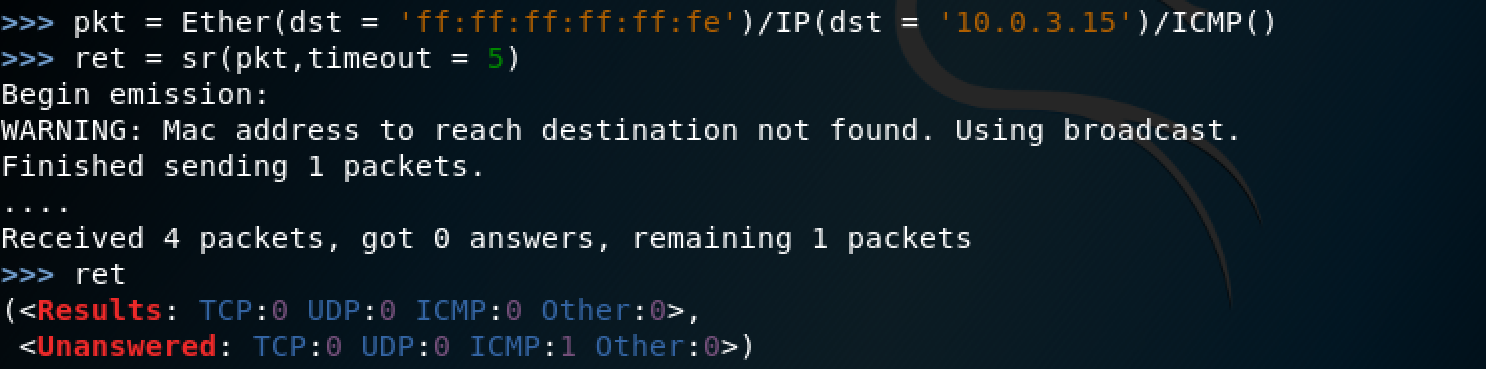 >>> pkt = Ether(dst = 'ff:ff:ff:ff:ff:fe')/IP(dst = '10.0.3.15')/ICMP()
>>> ret = sr(pkt,timeout = 5)
Begin emission:
WARNING: Mac address to reach destination not found. Using broadcast.
Finished sending 1 packets.
....
Received 4 packets, got 0 answers, remaining 1 packets
>>> ret
(<Results: TCP:0 UDP:0 ICMP:0 Other:0>,
 <Unanswered: TCP:0 UDP:0 ICMP:1 Other:0>)